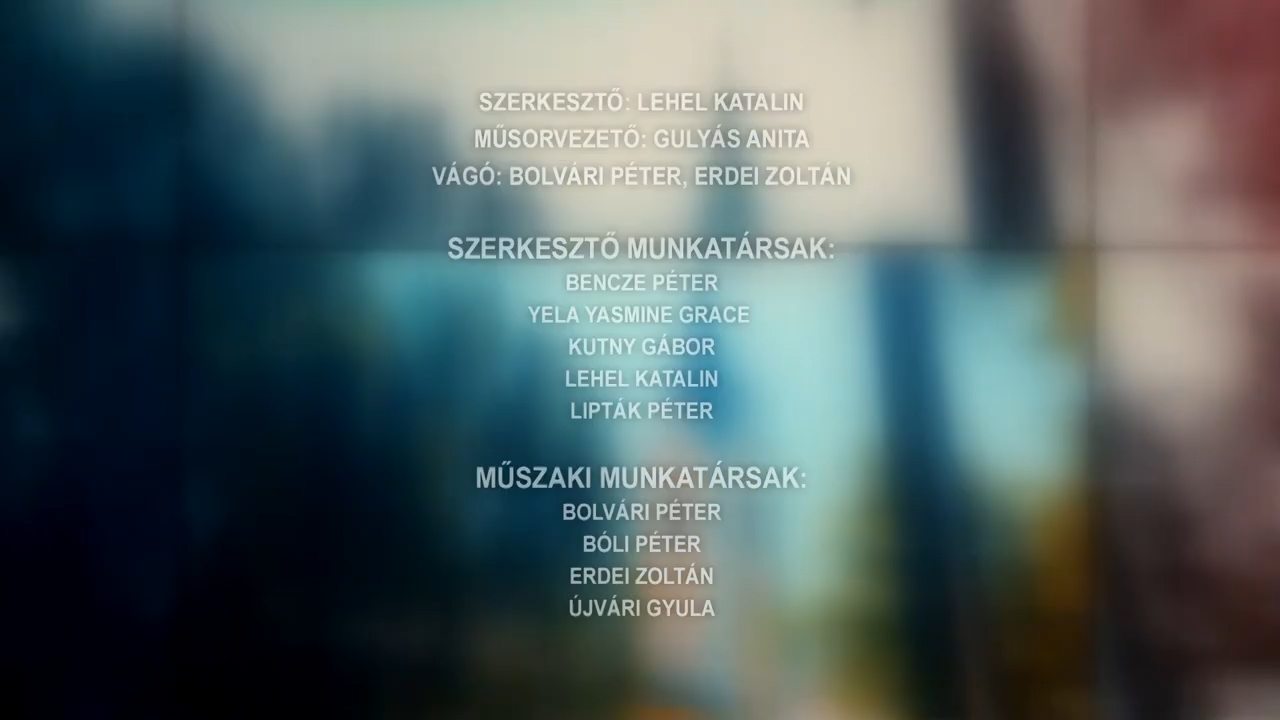 SZERKESZTŐ: LEHEL KATALIN
MŰSORVEZETŐ: GULYÁS ANITA
VÁGÓ: BOLVÁRI PÉTER, ERDEI ZOLTÁN
SZERKESZTŐ MUNKATÁRSAK:
BENCZE PÉTER
YELA YASMINE GRACE
KUTNY GÁBOR
LEHEL KATALIN
LIPTÁK PÉTER
MŰSZAKI MUNKATÁRSAK:
BOLVÁRI PÉTER
BÓLI PÉTER
ERDEI ZOLTÁN
ÚJVÁRI GYULA